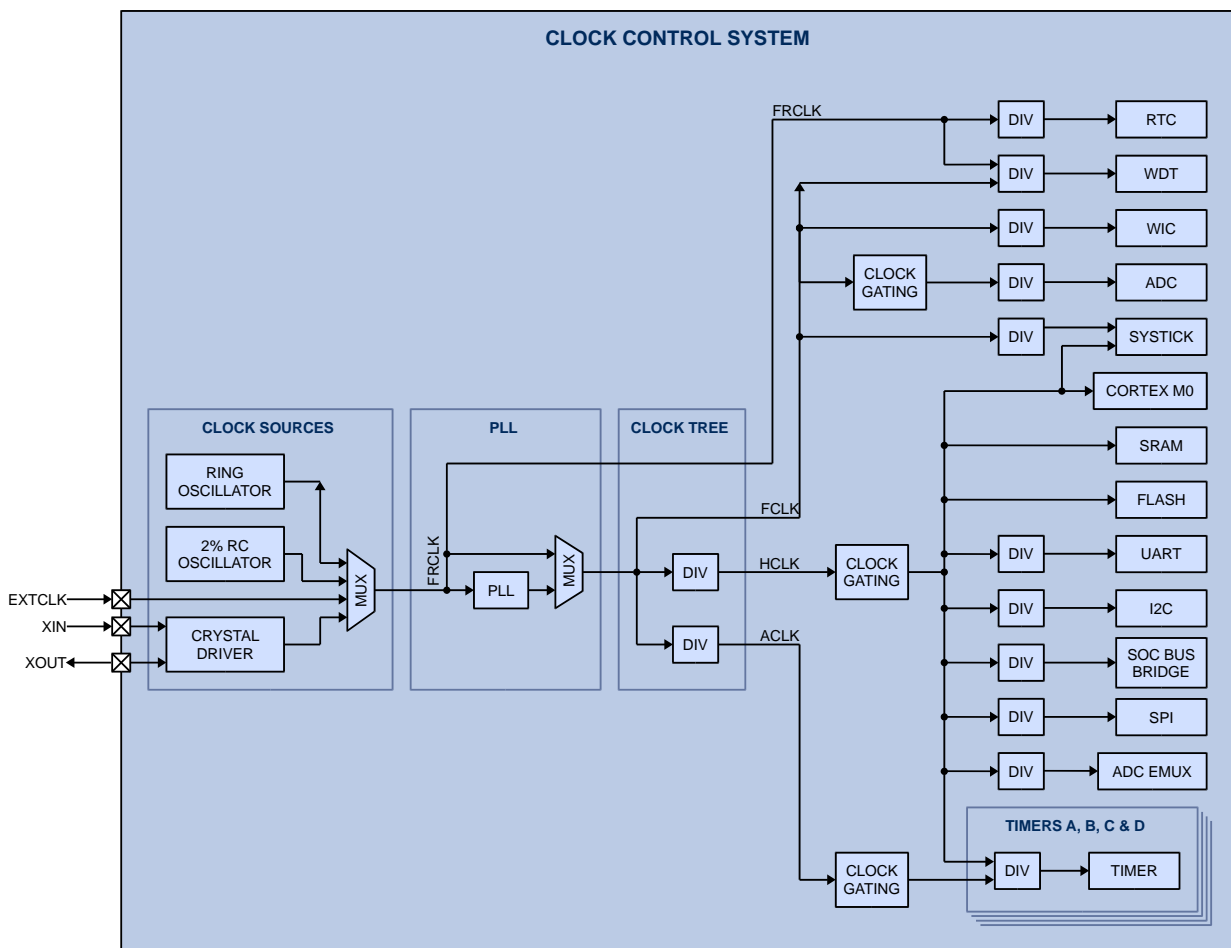 CLOCK CONTROL SYSTEM
FRCLK
DIV
RTC
DIV
WDT
DIV
WIC
CLOCK
GATING
DIV
ADC
DIV
SYSTICK
CORTEX M0
CLOCK SOURCES
PLL
CLOCK TREE
SRAM
RING
OSCILLATOR
FLASH
FCLK
2% RC
OSCILLATOR
MUX
FRCLK
PLL
MUX
DIV
HCLK
CLOCK
GATING
DIV
UART
EXTCLK
XIN
XOUT
CRYSTAL
DRIVER
DIV
ACLK
DIV
I2C
DIV
SOC BUS
BRIDGE
DIV
SPI
DIV
ADC EMUX
TIMERS A, B, C & D
CLOCK
GATING
DIV
TIMER